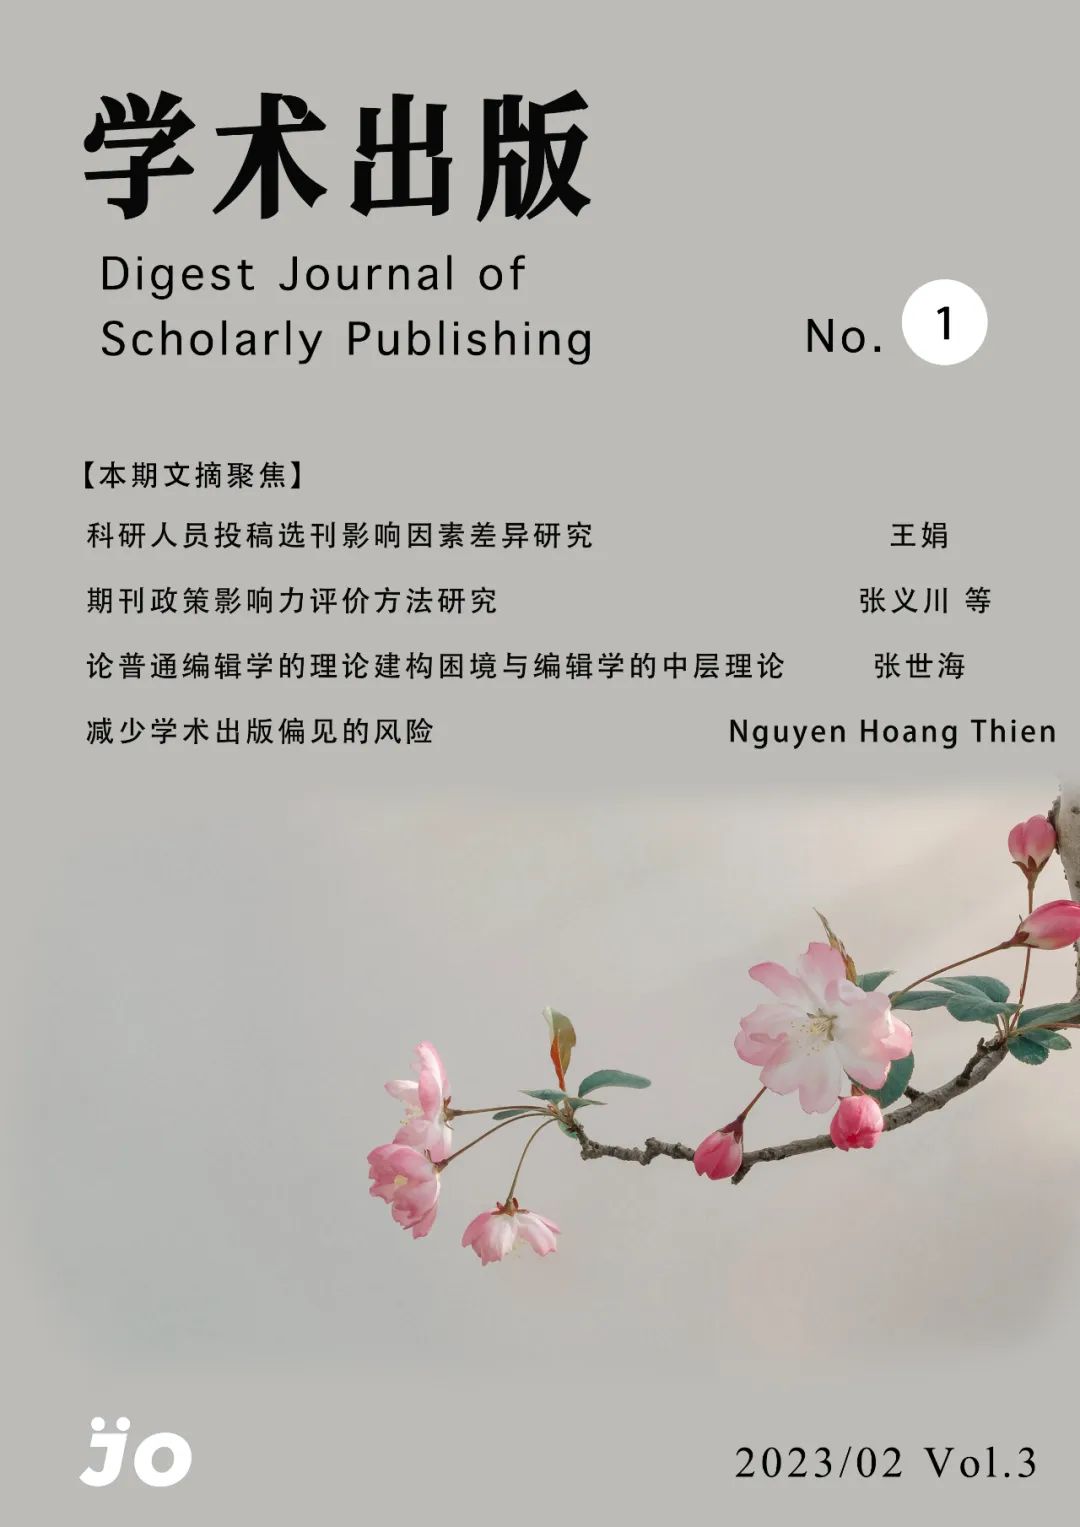 学术出版
Digest Journal of
Scholarly Publishing
No. 1
【本期文摘聚焦】
科研人员投稿选刊影响因素差异研究 王娟
期刊政策影响力评价方法研究 张义川 等
论普通编辑学的理论建构困境与编辑学的中层理论 张世海
减少学术出版偏见的风险 Nguyen Hoang Thien
jo
2023/02 Vol.3